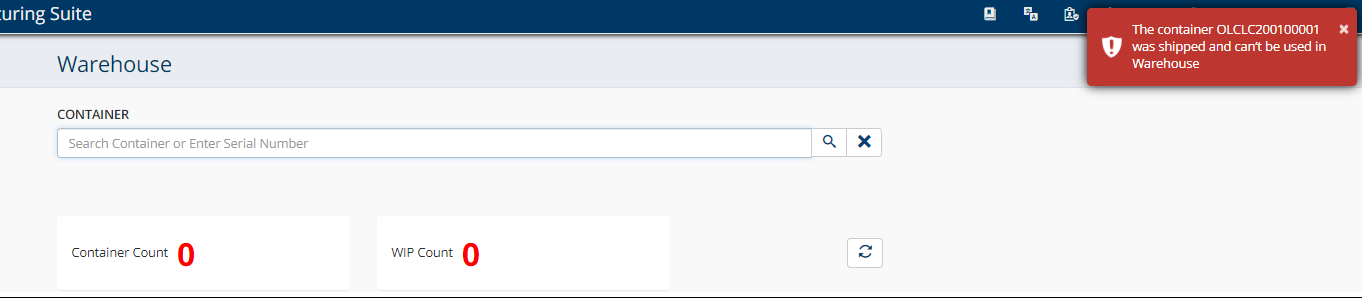 turing Suite
The container OLCLC200100001
was shipped and can't be used in
Warehouse
Warehouse
CONTAINER
Search Container or Enter Serial Number
Container Count 0
WIP Count 0